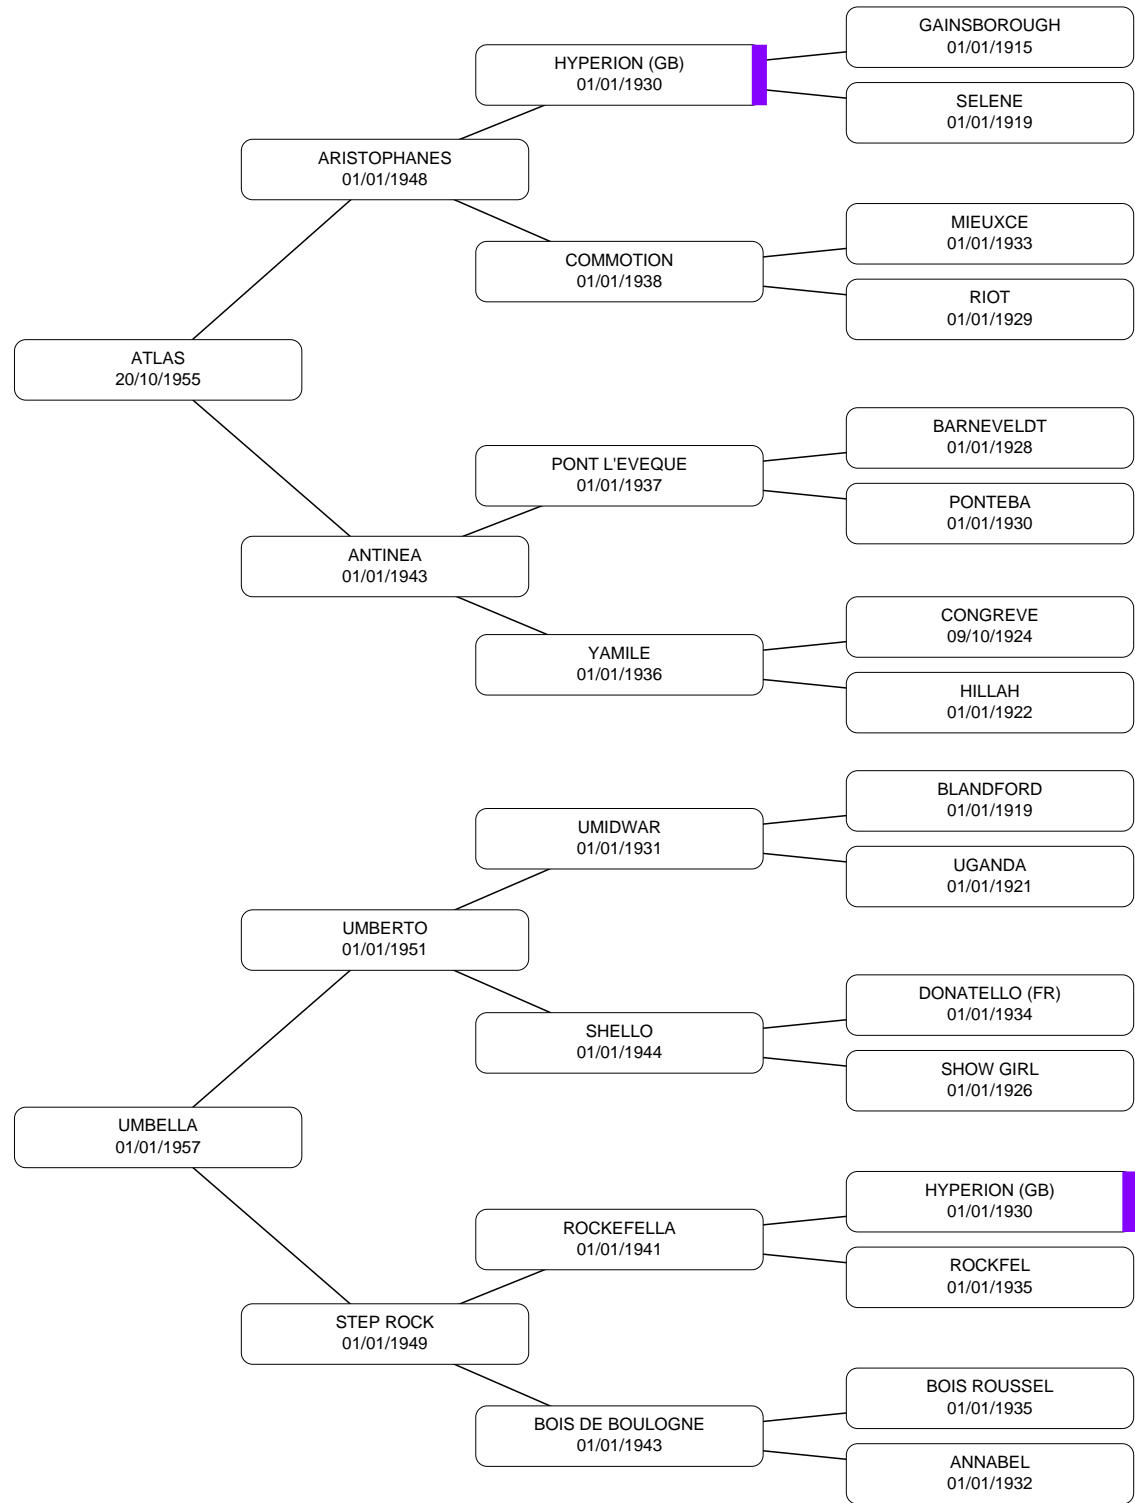 GAINSBOROUGH
01/01/1915
HYPERION (GB)
01/01/1930
SELENE
01/01/1919
ARISTOPHANES
01/01/1948
MIEUXCE
01/01/1933
COMMOTION
01/01/1938
RIOT
01/01/1929
ATLAS
20/10/1955
BARNEVELDT
01/01/1928
PONT L'EVEQUE
01/01/1937
PONTEBA
01/01/1930
ANTINEA
01/01/1943
CONGREVE
09/10/1924
YAMILE
01/01/1936
HILLAH
01/01/1922
BLANDFORD
01/01/1919
UMIDWAR
01/01/1931
UGANDA
01/01/1921
UMBERTO
01/01/1951
DONATELLO (FR)
01/01/1934
SHELLO
01/01/1944
SHOW GIRL
01/01/1926
UMBELLA
01/01/1957
HYPERION (GB)
01/01/1930
ROCKEFELLA
01/01/1941
ROCKFEL
01/01/1935
STEP ROCK
01/01/1949
BOIS ROUSSEL
01/01/1935
BOIS DE BOULOGNE
01/01/1943
ANNABEL
01/01/1932